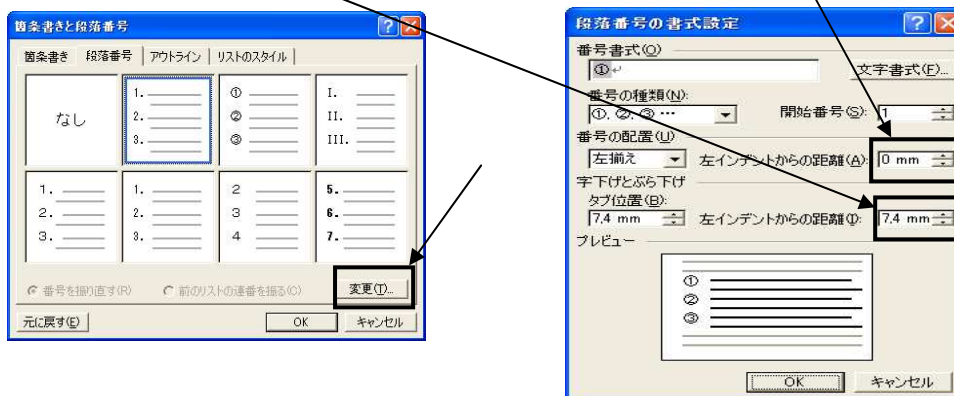 箇条書きと段落番号
箇条書き 段落番号 アウトライン リストのスタイル
なし
1.
2.
3.
①
②
③
I.
II.
III.
1.
2.
3.
1.
2.
3.
2
3
4
5.
6.
7.
番号を振り直す(R) 前のリストの連番を振る(C) 変更(T)...
元に戻す(E) OK キャンセル
段落番号の書式設定
番号書式(O)
① 文字書式(F)...
番号の種類(N):
①, ②, ③ … 開始番号(S): 1
番号の配置(U)
左揃え 左インデントからの距離(A): 0 mm
字下げとぶら下げ
タブ位置(B):
7.4 mm 左インデントからの距離(I): 7.4 mm
プレビュー
①
②
③
OK キャンセル